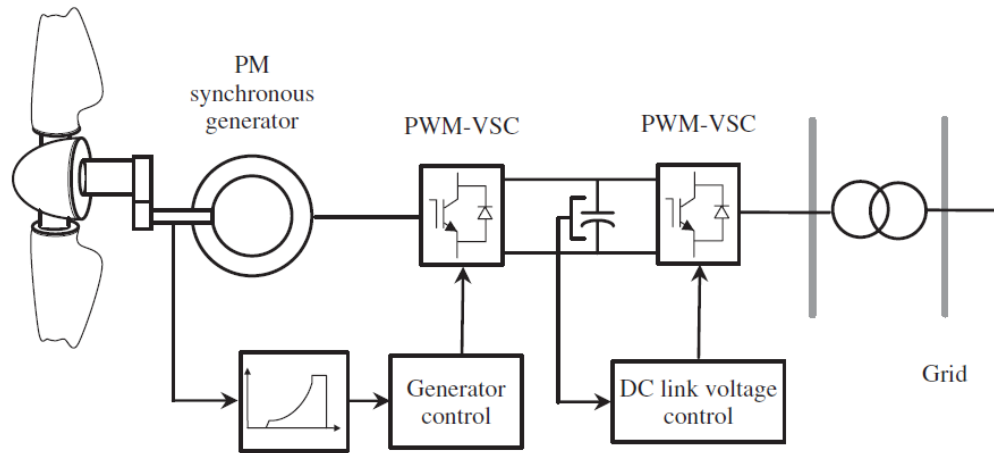 PM
synchronous
generator
PWM-VSC
PWM-VSC
Generator
control
DC link voltage
control
Grid